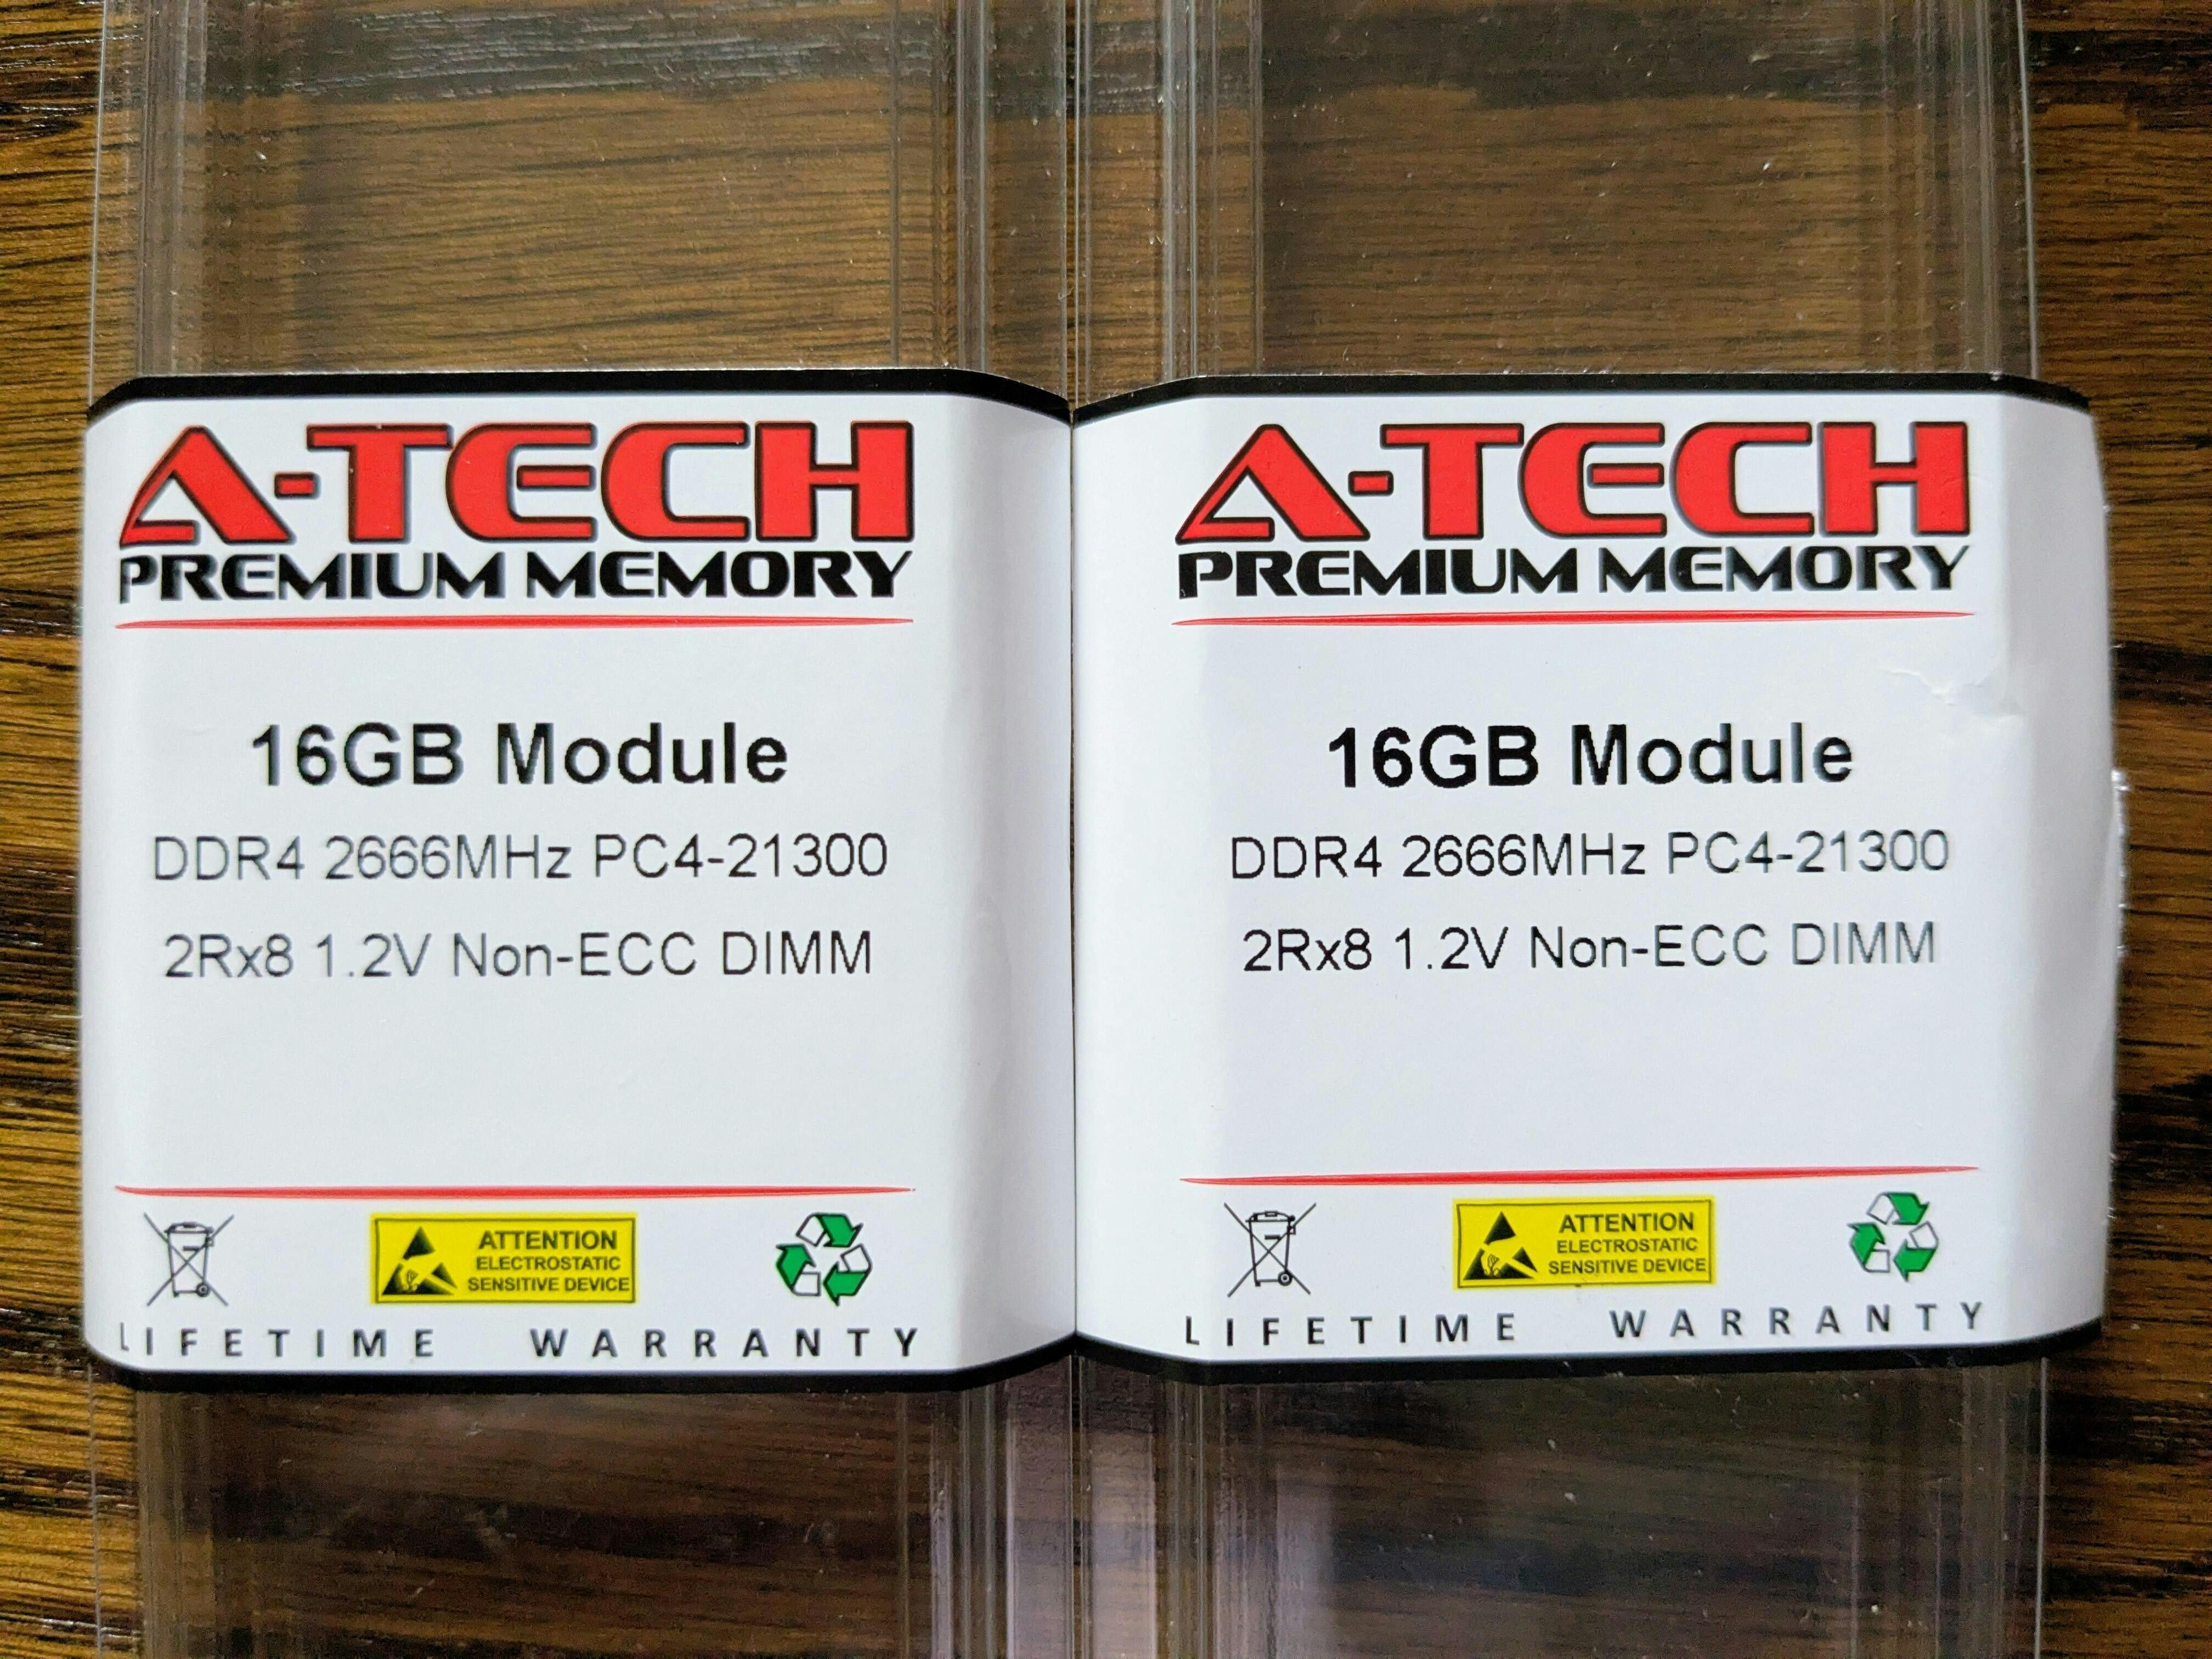 A-TECH
PREMIUM MEMORY
16GB Module
DDR4 2666MHz PC4-21300
2Rx8 1.2V Non-ECC DIMM
ATTENTION
ELECTROSTATIC
SENSITIVE DEVICE
LIFETIME WARRANTY
A-TECH
PREMIUM MEMORY
16GB Module
DDR4 2666MHz PC4-21300
2Rx8 1.2V Non-ECC DIMM
ATTENTION
ELECTROSTATIC
SENSITIVE DEVICE
LIFETIME WARRANTY